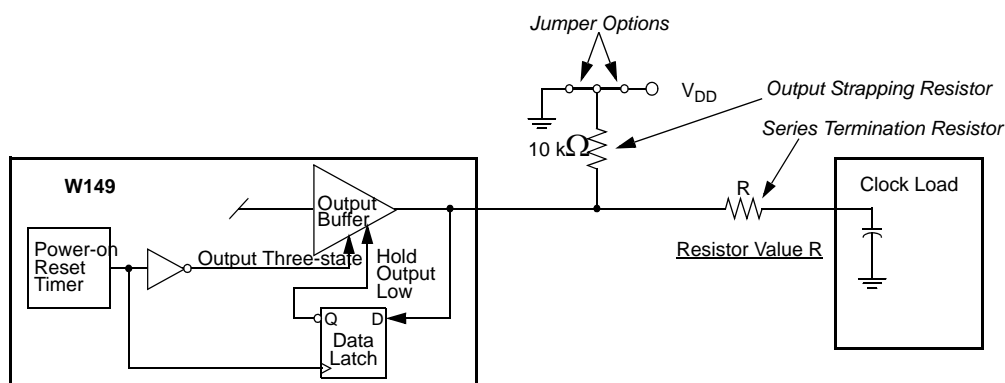 Jumper Options
V_DD
Output Strapping Resistor
Series Termination Resistor
10 kΩ
W149
Output
Buffer
R
Clock Load
Power-on
Reset
Timer
Output Three-state
Hold
Output
Low
Resistor Value R
Q D
Data
Latch